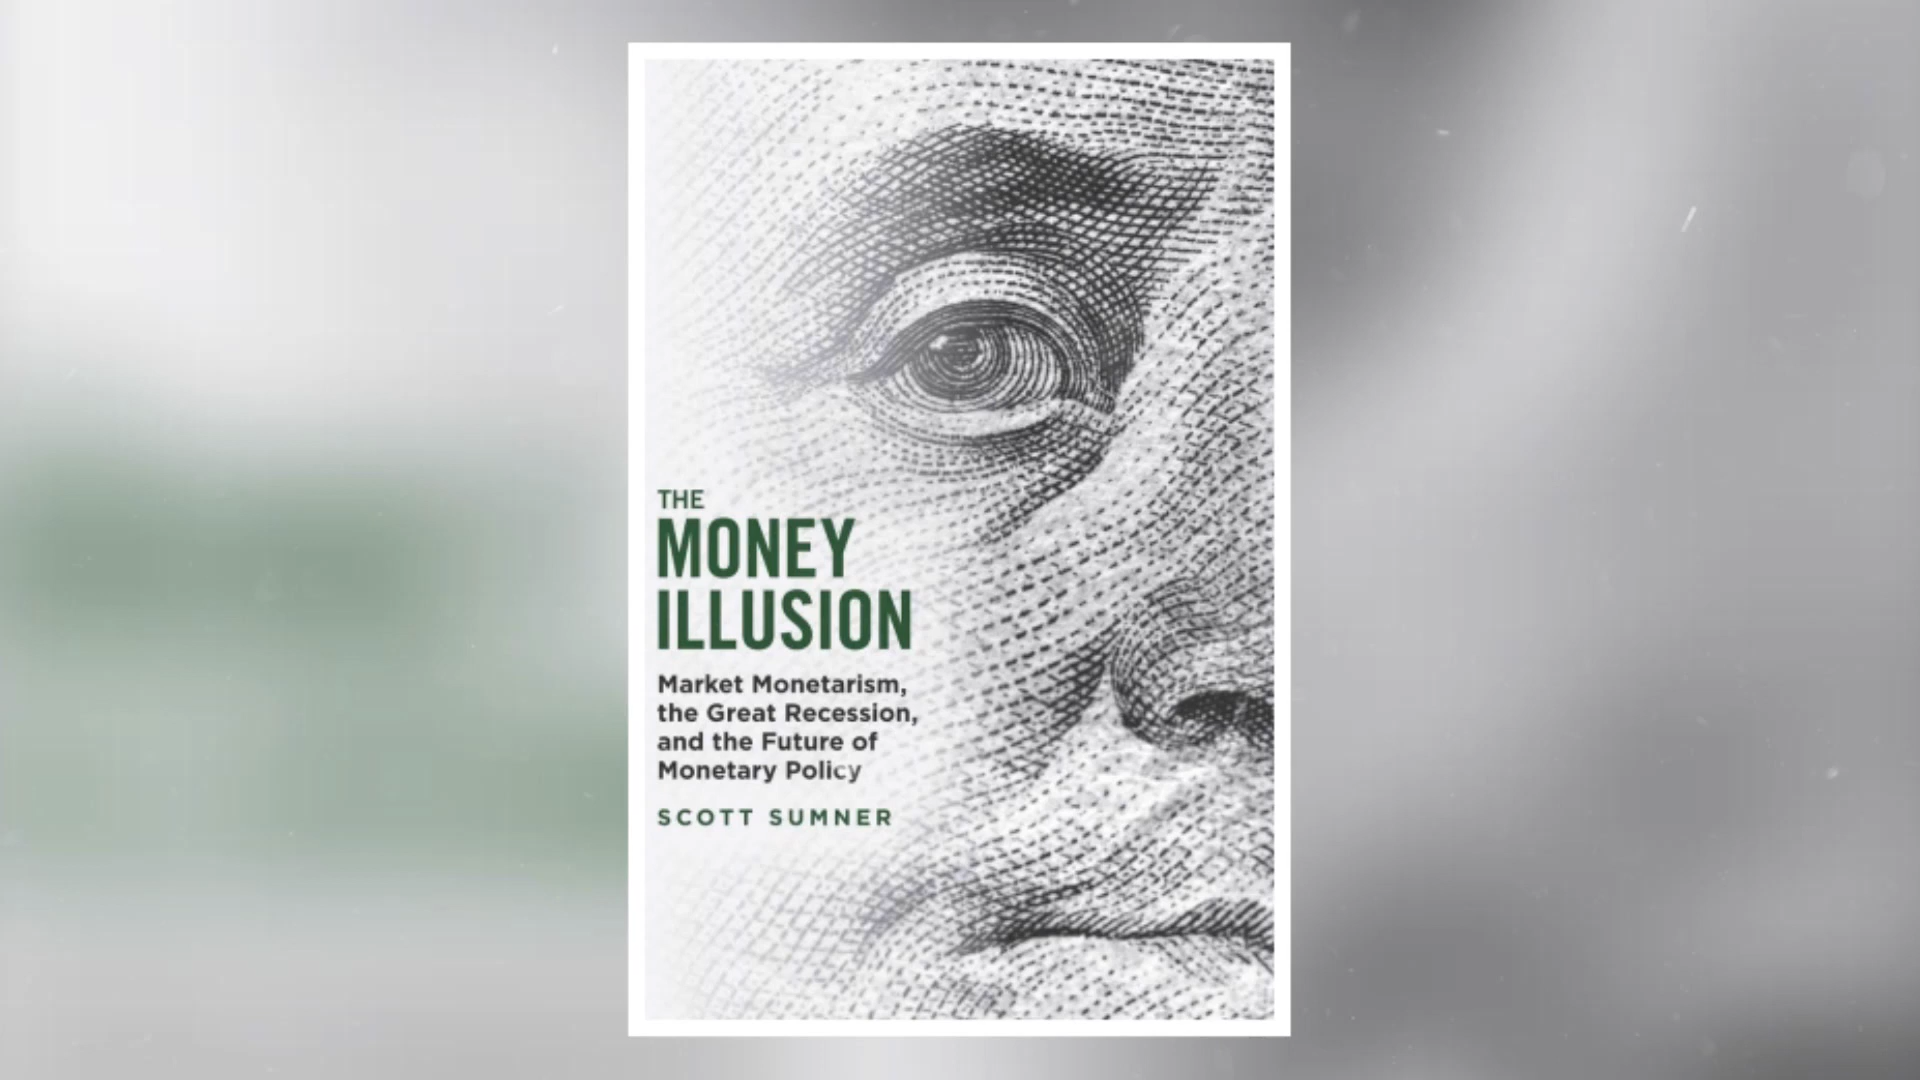 THE
MONEY
ILLUSION
Market Monetarism,
the Great Recession,
and the Future of
Monetary Policy
SCOTT SUMNER